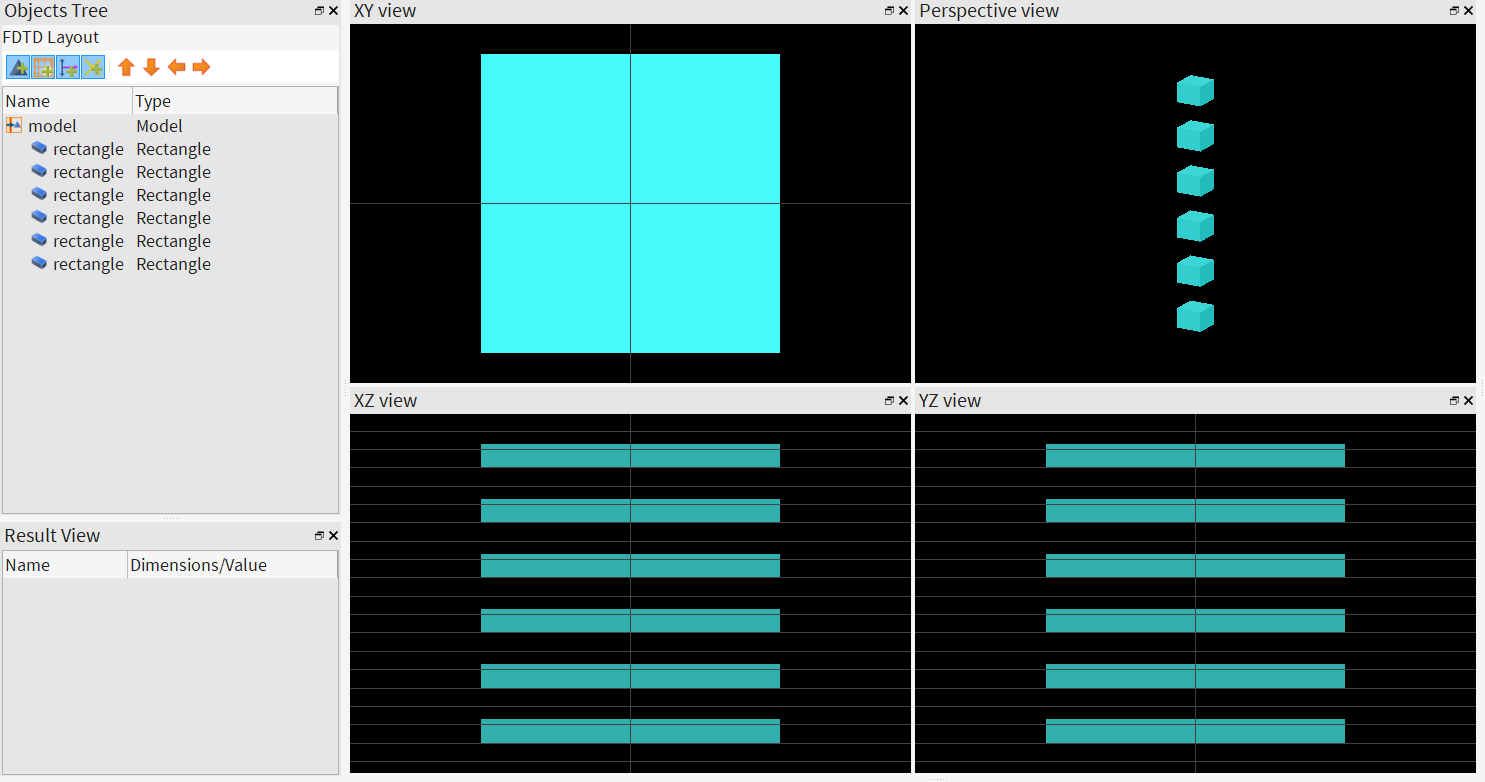 Objects Tree
FDTD Layout
Name Type
model Model
rectangle Rectangle
rectangle Rectangle
rectangle Rectangle
rectangle Rectangle
rectangle Rectangle
rectangle Rectangle
Result View
Name Dimensions/Value
XY view
Perspective view
XZ view
YZ view